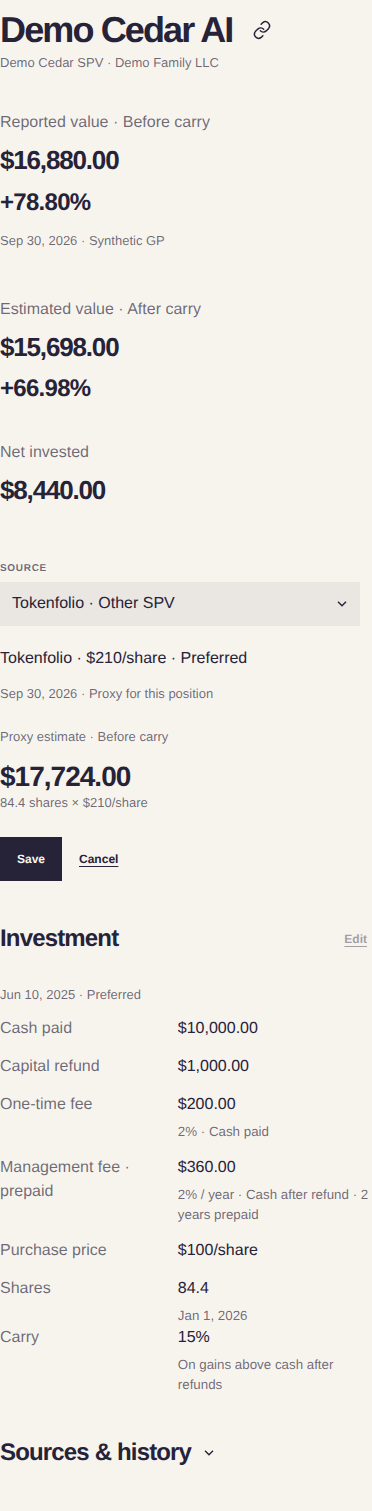 Demo Cedar AI
Demo Cedar SPV · Demo Family LLC
Reported value · Before carry
$16,880.00
+78.80%
Sep 30, 2026 · Synthetic GP
Estimated value · After carry
$15,698.00
+66.98%
Net invested
$8,440.00
SOURCE
Tokenfolio · Other SPV
Tokenfolio · $210/share · Preferred
Sep 30, 2026 · Proxy for this position
Proxy estimate · Before carry
$17,724.00
84.4 shares × $210/share
Save Cancel
Investment Edit
Jun 10, 2025 · Preferred
Cash paid $10,000.00
Capital refund $1,000.00
One-time fee $200.00
2% · Cash paid
Management fee · $360.00
prepaid 2% / year · Cash after refund · 2
years prepaid
Purchase price $100/share
Shares 84.4
Jan 1, 2026
Carry 15%
On gains above cash after
refunds
Sources & history